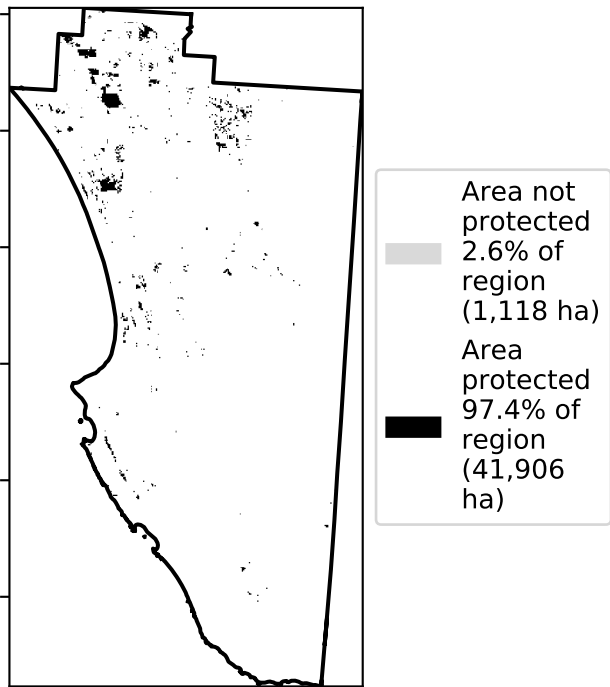 Area not
protected
2.6% of
region
(1,118 ha)
Area
protected
97.4% of
region
(41,906
ha)